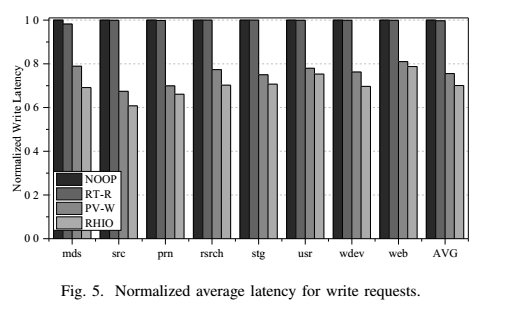 Normalized Write Latency
1 0
0 8
0 6
0 4
0 2
0 0
NOOP
RT-R
PV-W
RHIO
mds src prn rsrch stg usr wdev web AVG
Fig. 5. Normalized average latency for write requests.